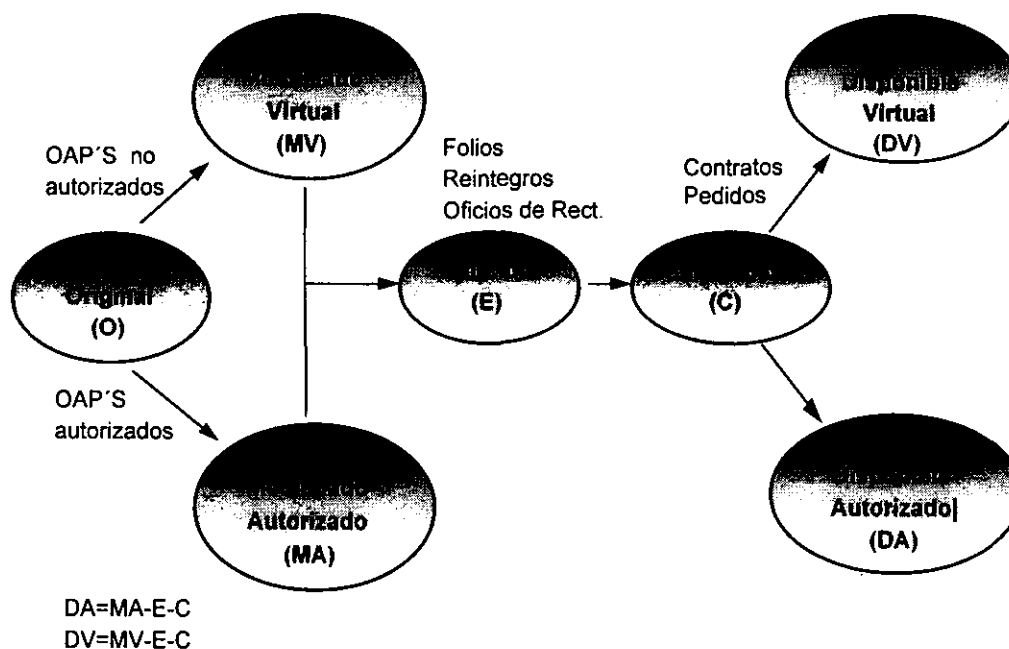 Virtual
(MV)
Disponible
Virtual
(DV)
OAP´S no
autorizados
Folios
Reintegros
Oficios de Rect.
Contratos
Pedidos
Original
(O)
(E)
(C)
OAP´S
autorizados
Autorizado
(MA)
Autorizado
(DA)
DA=MA-E-C
DV=MV-E-C